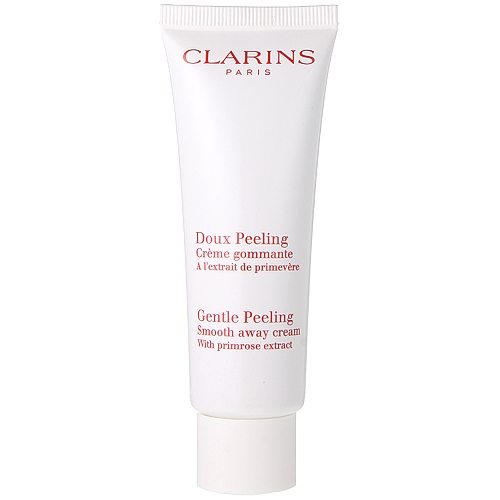 CLARINS
PARIS
Doux Peeling
Crème gommante
A l'extrait de primevère
Gentle Peeling
Smooth away cream
With primrose extract